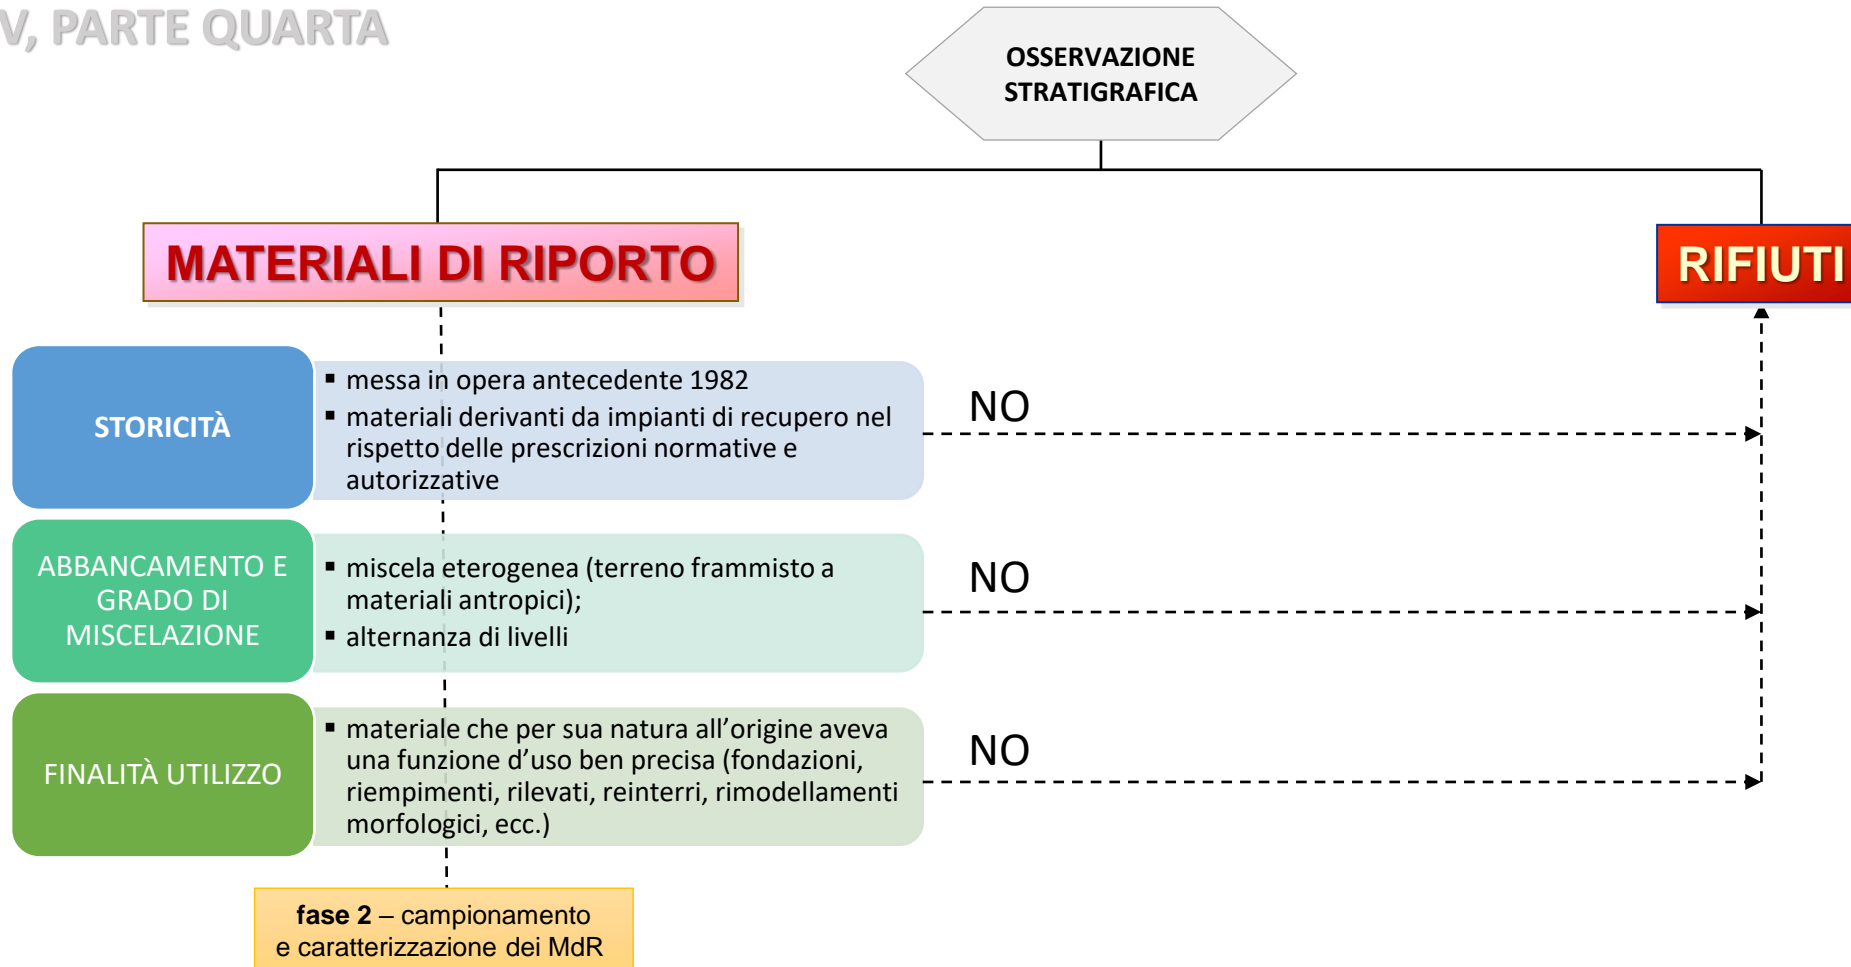 V, PARTE QUARTA
OSSERVAZIONE
STRATIGRAFICA
MATERIALI DI RIPORTO
RIFIUTI
STORICITÀ
▪ messa in opera antecedente 1982
▪ materiali derivanti da impianti di recupero nel
rispetto delle prescrizioni normative e
autorizzative
NO
ABBANCAMENTO E
GRADO DI
MISCELAZIONE
▪ miscela eterogenea (terreno frammisto a
materiali antropici);
▪ alternanza di livelli
NO
FINALITÀ UTILIZZO
▪ materiale che per sua natura all’origine aveva
una funzione d’uso ben precisa (fondazioni,
riempimenti, rilevati, reinterri, rimodellamenti
morfologici, ecc.)
NO
fase 2 – campionamento
e caratterizzazione dei MdR